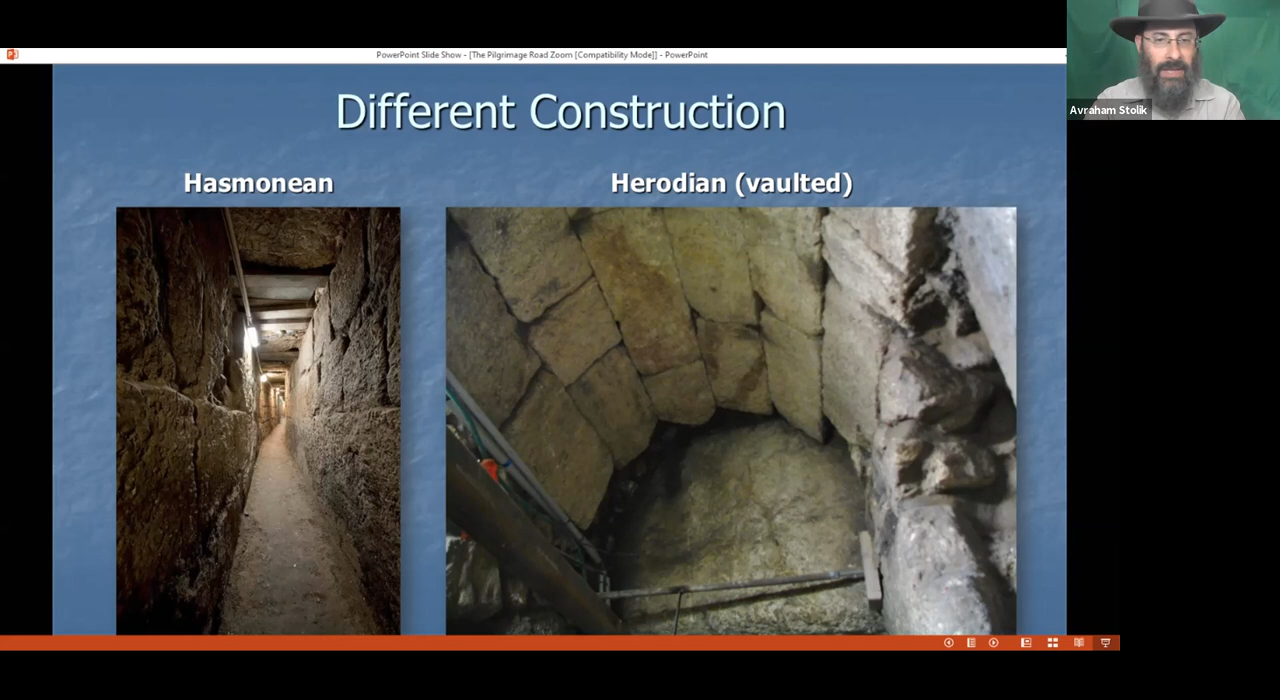 PowerPoint Slide Show - [The Pilgrimage Road Zoom [Compatibility Mode]] - PowerPoint
Different Construction
Hasmonean
Herodian (vaulted)
Avraham Stolik